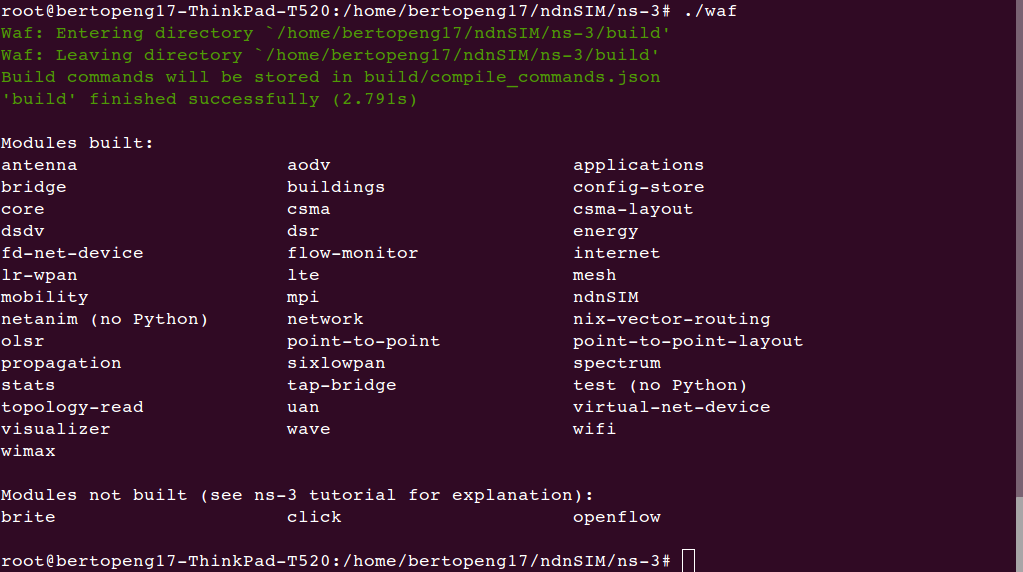 root@bertopeng17-ThinkPad-T520:/home/bertopeng17/ndnSIM/ns-3# ./waf
Waf: Entering directory `/home/bertopeng17/ndnSIM/ns-3/build'
Waf: Leaving directory `/home/bertopeng17/ndnSIM/ns-3/build'
Build commands will be stored in build/compile_commands.json
'build' finished successfully (2.791s)
Modules built:
antenna aodv applications
bridge buildings config-store
core csma csma-layout
dsdv dsr energy
fd-net-device flow-monitor internet
lr-wpan lte mesh
mobility mpi ndnSIM
netanim (no Python) network nix-vector-routing
olsr point-to-point point-to-point-layout
propagation sixlowpan spectrum
stats tap-bridge test (no Python)
topology-read uan virtual-net-device
visualizer wave wifi
wimax
Modules not built (see ns-3 tutorial for explanation):
brite click openflow
root@bertopeng17-ThinkPad-T520:/home/bertopeng17/ndnSIM/ns-3#